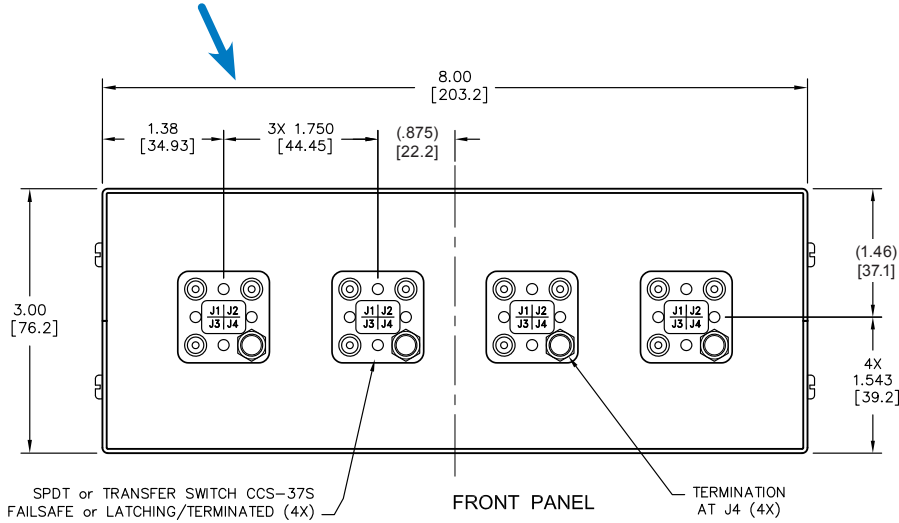 8.00
[203.2]
1.38
[34.93]
3X 1.750
[44.45]
(.875)
[22.2]
3.00
[76.2]
(1.46)
[37.1]
J1 J2
J3 J4
J1 J2
J3 J4
J1 J2
J3 J4
J1 J2
J3 J4
4X
1.543
[39.2]
SPDT or TRANSFER SWITCH CCS-37S
FAILSAFE or LATCHING/TERMINATED (4X)
FRONT PANEL
TERMINATION
AT J4 (4X)